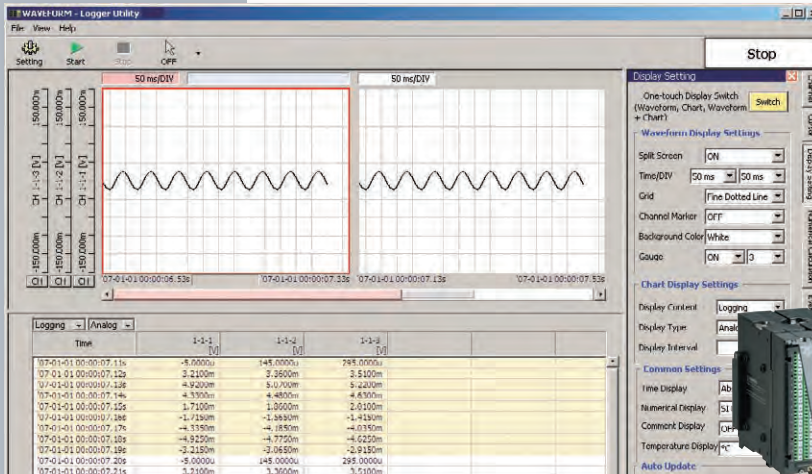 WAVEFORM - Logger Utility
File View Help
Setting Start Stop OFF
Stop
50 ms/DIV 50 ms/DIV
150.000m 150.000m 150.000m
CH 1-1-3 [V] CH 1-1-2 [V] CH 1-1-1 [V]
-150.000m -150.000m -150.000m
'07-01-01 00:00:06.53s '07-01-01 00:00:07.33s '07-01-01 00:00:07.13s '07-01-01 00:00:07.53s
Display Setting
One-touch Display Switch
(Waveform, Chart, Waveform
+ Chart)
Switch
Waveform Display Settings
Split Screen ON
Time/DIV 50 ms 50 ms
Grid Fine Dotted Line
Channel Marker OFF
Background Color White
Gauge ON 3
Chart Display Settings
Display Content Logging
Display Type
Display Interval
Common Settings
Time Display
Numerical Display
Comment Display OFF
Temperature Display °C
Auto Update
Display Setting
Logging Analog
Time 1-1-1 [V] 1-1-2 [V] 1-1-3 [V]
'07-01-01 00:00:07.11s -5.0000u 145.0000u 295.0000u
'07-01-01 00:00:07.12s 3.2100m 3.3600m 3.5100m
'07-01-01 00:00:07.13s 4.9200m 5.0700m 5.2200m
'07-01-01 00:00:07.14s 4.3300m 4.4800m 4.6300m
'07-01-01 00:00:07.15s 1.7100m 1.8600m 2.0100m
'07-01-01 00:00:07.16s -1.7150m -1.5650m -1.4150m
'07-01-01 00:00:07.17s -4.3350m -4.1850m -4.0350m
'07-01-01 00:00:07.18s -4.9250m -4.7750m -4.6250m
'07-01-01 00:00:07.19s -3.2150m -3.0650m -2.9150m
'07-01-01 00:00:07.20s -5.0000u 145.0000u 295.0000u
'07-01-01 00:00:07.21s 3.2100m 3.3600m 3.5100m